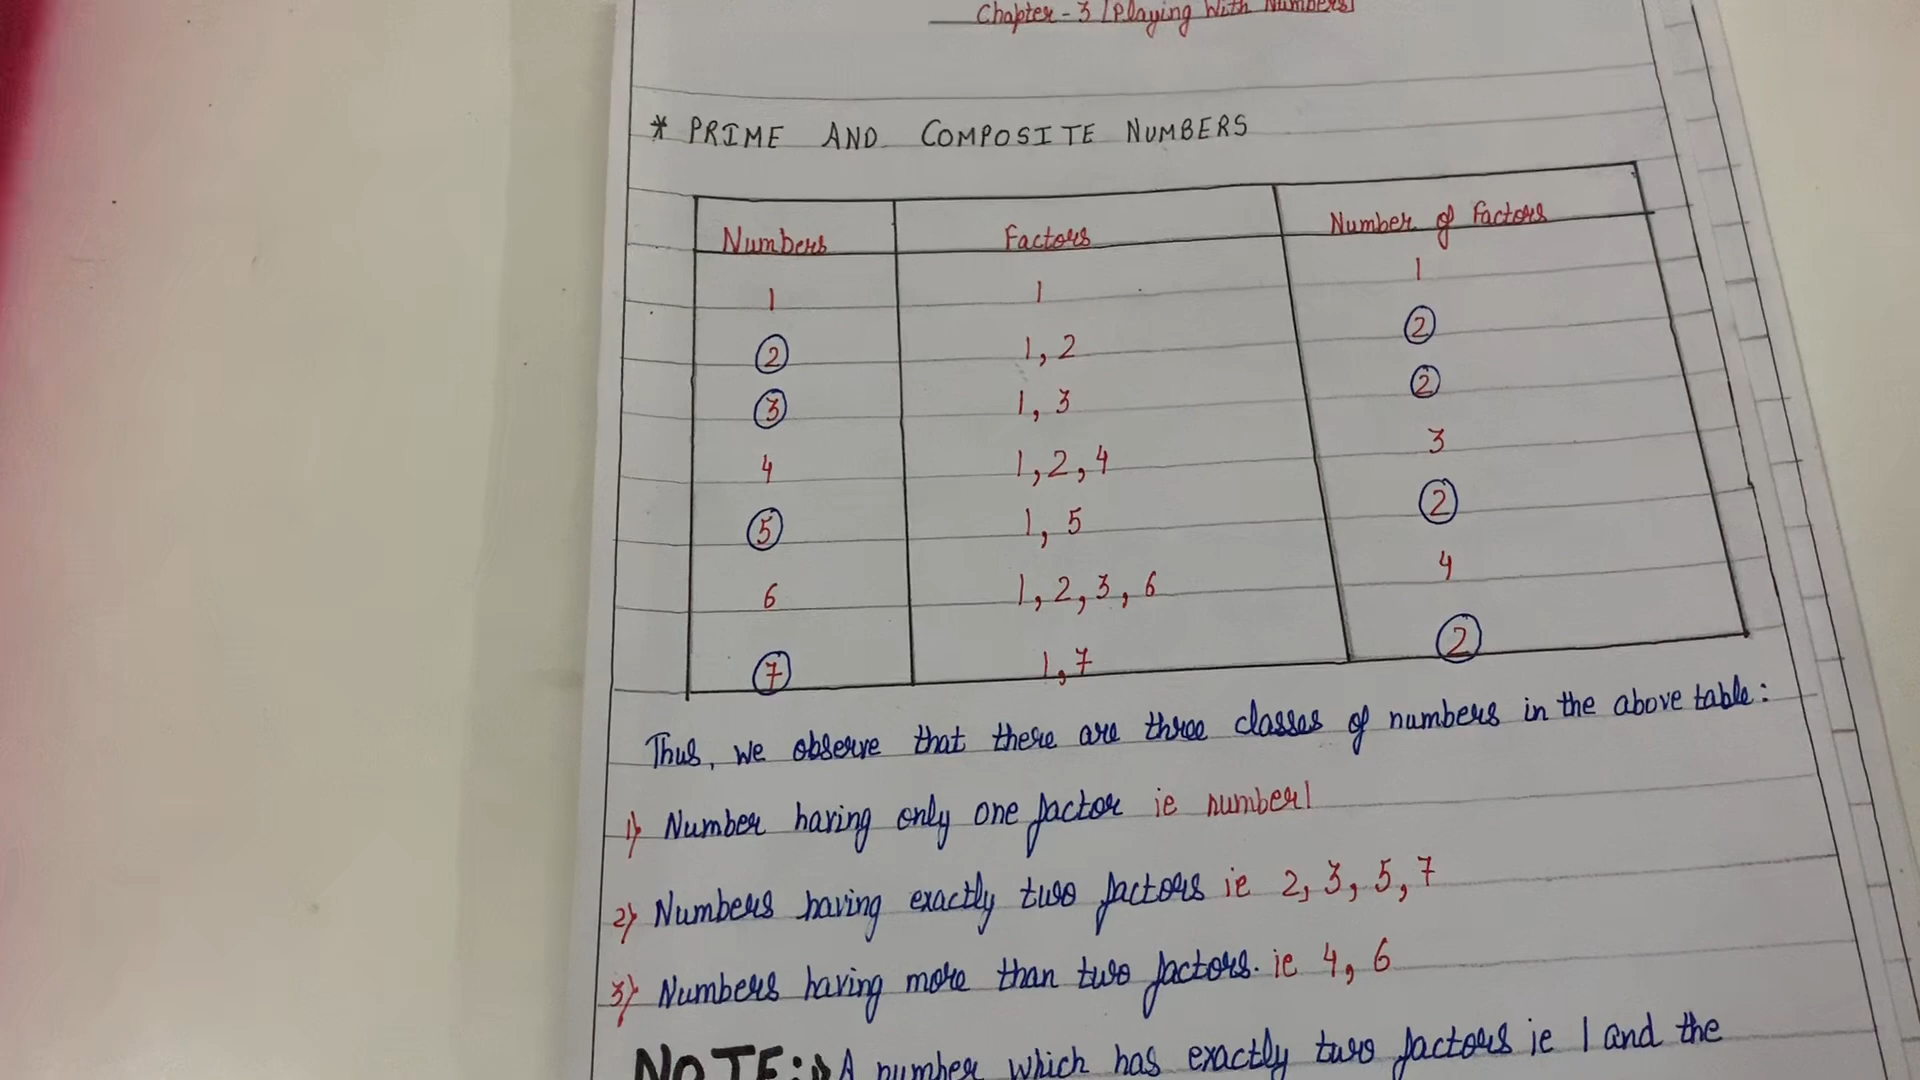 Chapter - 3 [Playing With Numbers]
* PRIME AND COMPOSITE NUMBERS
Numbers Factors Number of Factors
1 1 1
2 1, 2 2
3 1, 3 2
4 1, 2, 4 3
5 1, 5 2
6 1, 2, 3, 6 4
7 1, 7 2
Thus, we observe that there are three classes of numbers in the above table:
1) Number having only one factor ie number 1
2) Numbers having exactly two factors ie 2, 3, 5, 7
3) Numbers having more than two factors. ie 4, 6
NOTE:→ A number which has exactly two factors ie 1 and the